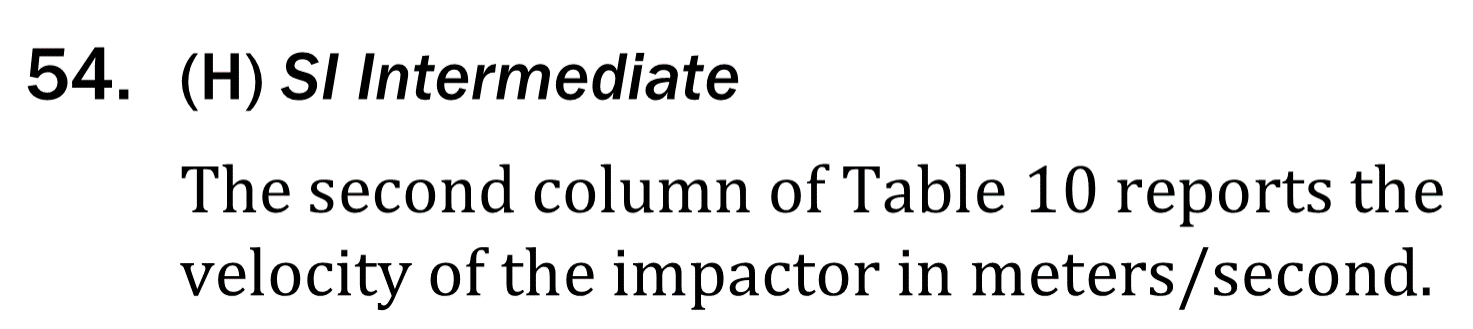 54. (H) SI Intermediate
The second column of Table 10 reports the
velocity of the impactor in meters/second.